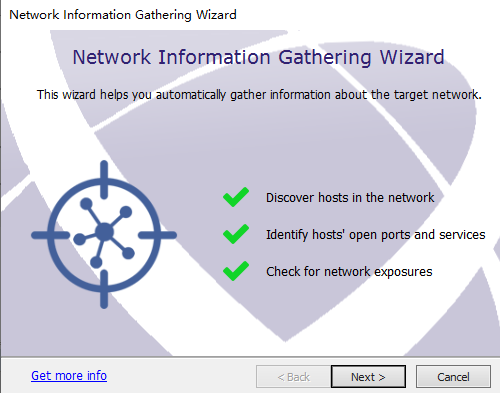 Network Information Gathering Wizard
Network Information Gathering Wizard
This wizard helps you automatically gather information about the target network.
Discover hosts in the network
Identify hosts' open ports and services
Check for network exposures
Get more info
< Back
Next >
Cancel